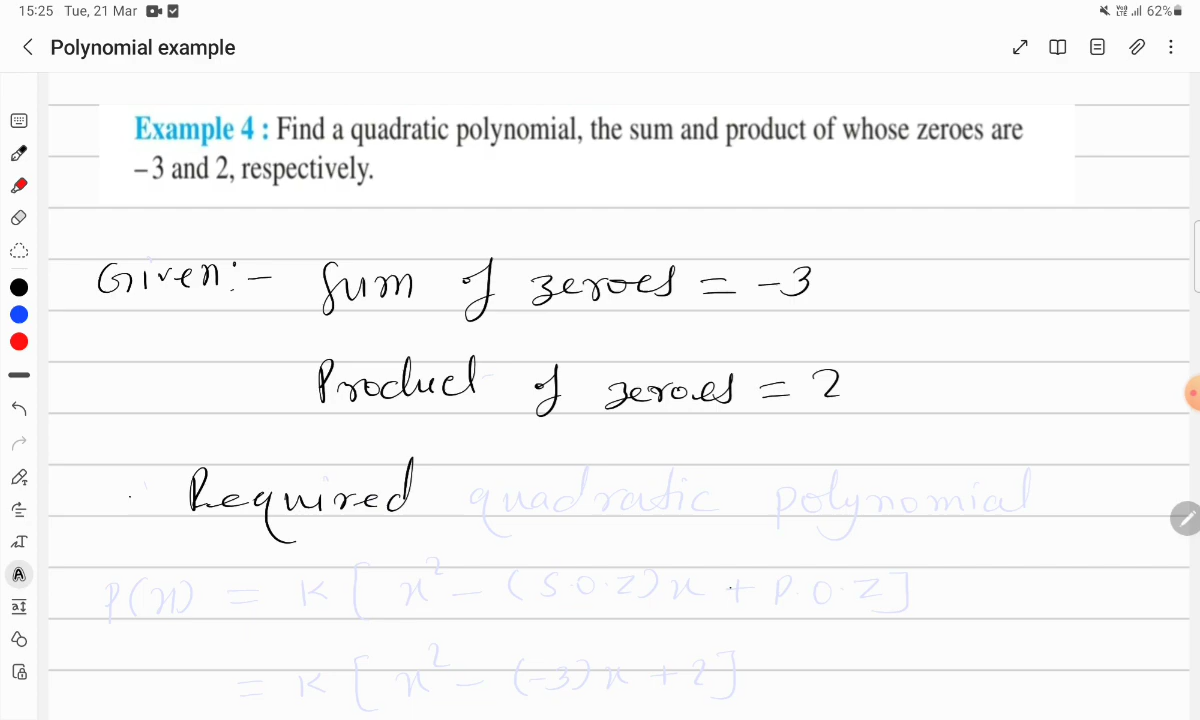 15:25 Tue, 21 Mar 62%
Polynomial example
Example 4 : Find a quadratic polynomial, the sum and product of whose zeroes are
– 3 and 2, respectively.
Given:- Sum of zeroes = -3
Product of zeroes = 2
Required quadratic polynomial
P(x) = K [ x² - (S.O.Z)x + P.O.Z ]
= K [ x² - (-3)x + 2 ]